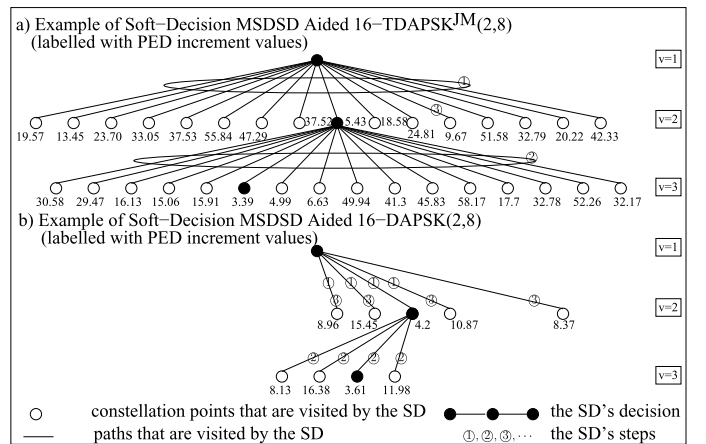 a) Example of Soft−Decision MSDSD Aided 16−TDAPSK^JM(2,8)
(labelled with PED increment values)
v=1
①
③
v=2
19.57 13.45 23.70 33.05 37.53 55.84 47.29 37.52 5.43 18.58 24.81 9.67 51.58 32.79 20.22 42.33
②
v=3
30.58 29.47 16.13 15.06 15.91 3.39 4.99 6.63 49.94 41.3 45.83 58.17 17.7 32.78 52.26 32.17
b) Example of Soft−Decision MSDSD Aided 16−DAPSK(2,8)
(labelled with PED increment values)
v=1
① ① ① ①
③ ③ ③ ③
v=2
8.96 15.45 4.2 10.87 8.37
② ② ② ②
v=3
8.13 16.38 3.61 11.98
constellation points that are visited by the SD
the SD's decision
paths that are visited by the SD
①, ②, ③, ··· the SD's steps